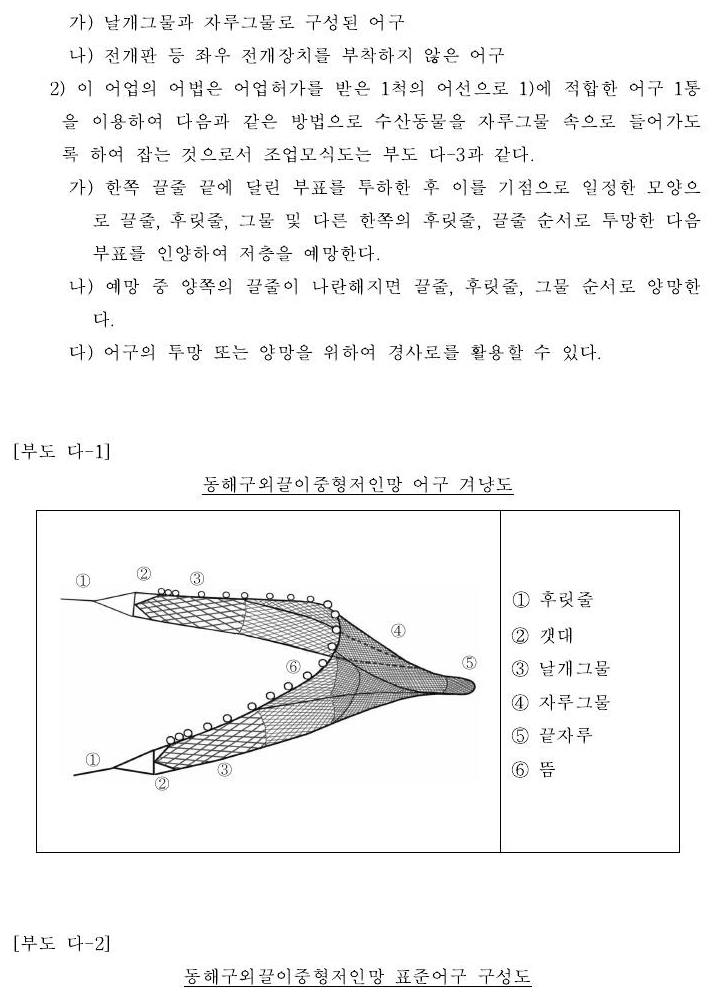 가) 날개그물과 자루그물로 구성된 어구
나) 전개판 등 좌우 전개장치를 부착하지 않은 어구
2) 이 어업의 어법은 어업허가를 받은 1척의 어선으로 1)에 적합한 어구 1통
을 이용하여 다음과 같은 방법으로 수산동물을 자루그물 속으로 들어가도
록 하여 잡는 것으로서 조업모식도는 부도 다-3과 같다.
가) 한쪽 끌줄 끝에 달린 부표를 투하한 후 이를 기점으로 일정한 모양으
로 끌줄, 후릿줄, 그물 및 다른 한쪽의 후릿줄, 끌줄 순서로 투망한 다음
부표를 인양하여 저층을 예망한다.
나) 예망 중 양쪽의 끌줄이 나란해지면 끌줄, 후릿줄, 그물 순서로 양망한
다.
다) 어구의 투망 또는 양망을 위하여 경사로를 활용할 수 있다.
[부도 다-1]
동해구외끌이중형저인망 어구 겨냥도
① ② ③
④
⑤
⑥
① ② ③
① 후릿줄
② 갯대
③ 날개그물
④ 자루그물
⑤ 끝자루
⑥ 뜸
[부도 다-2]
동해구외끌이중형저인망 표준어구 구성도